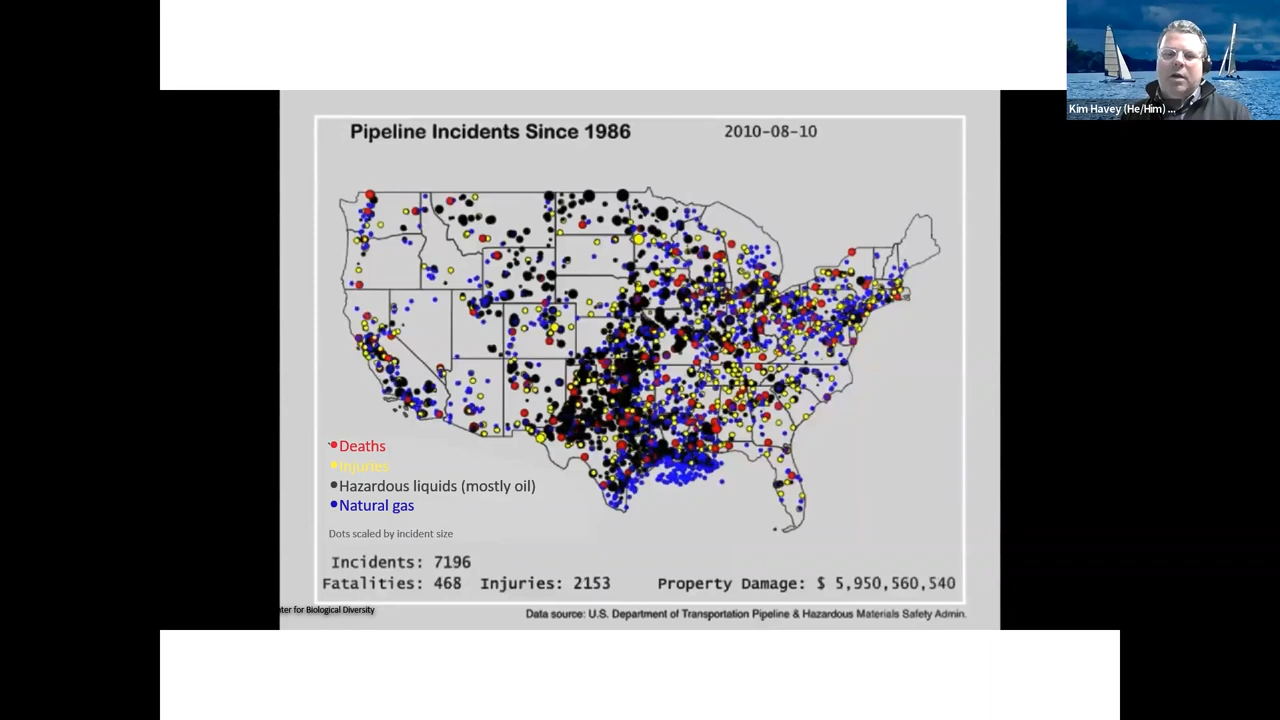 Kim Havey (He/Him) ...
Pipeline Incidents Since 1986
2010-08-10
Deaths
Injuries
Hazardous liquids (mostly oil)
Natural gas
Dots scaled by incident size
Incidents: 7196
Fatalities: 468 Injuries: 2153 Property Damage: $ 5,950,560,540
for Biological Diversity
Data source: U.S. Department of Transportation Pipeline & Hazardous Materials Safety Admin.